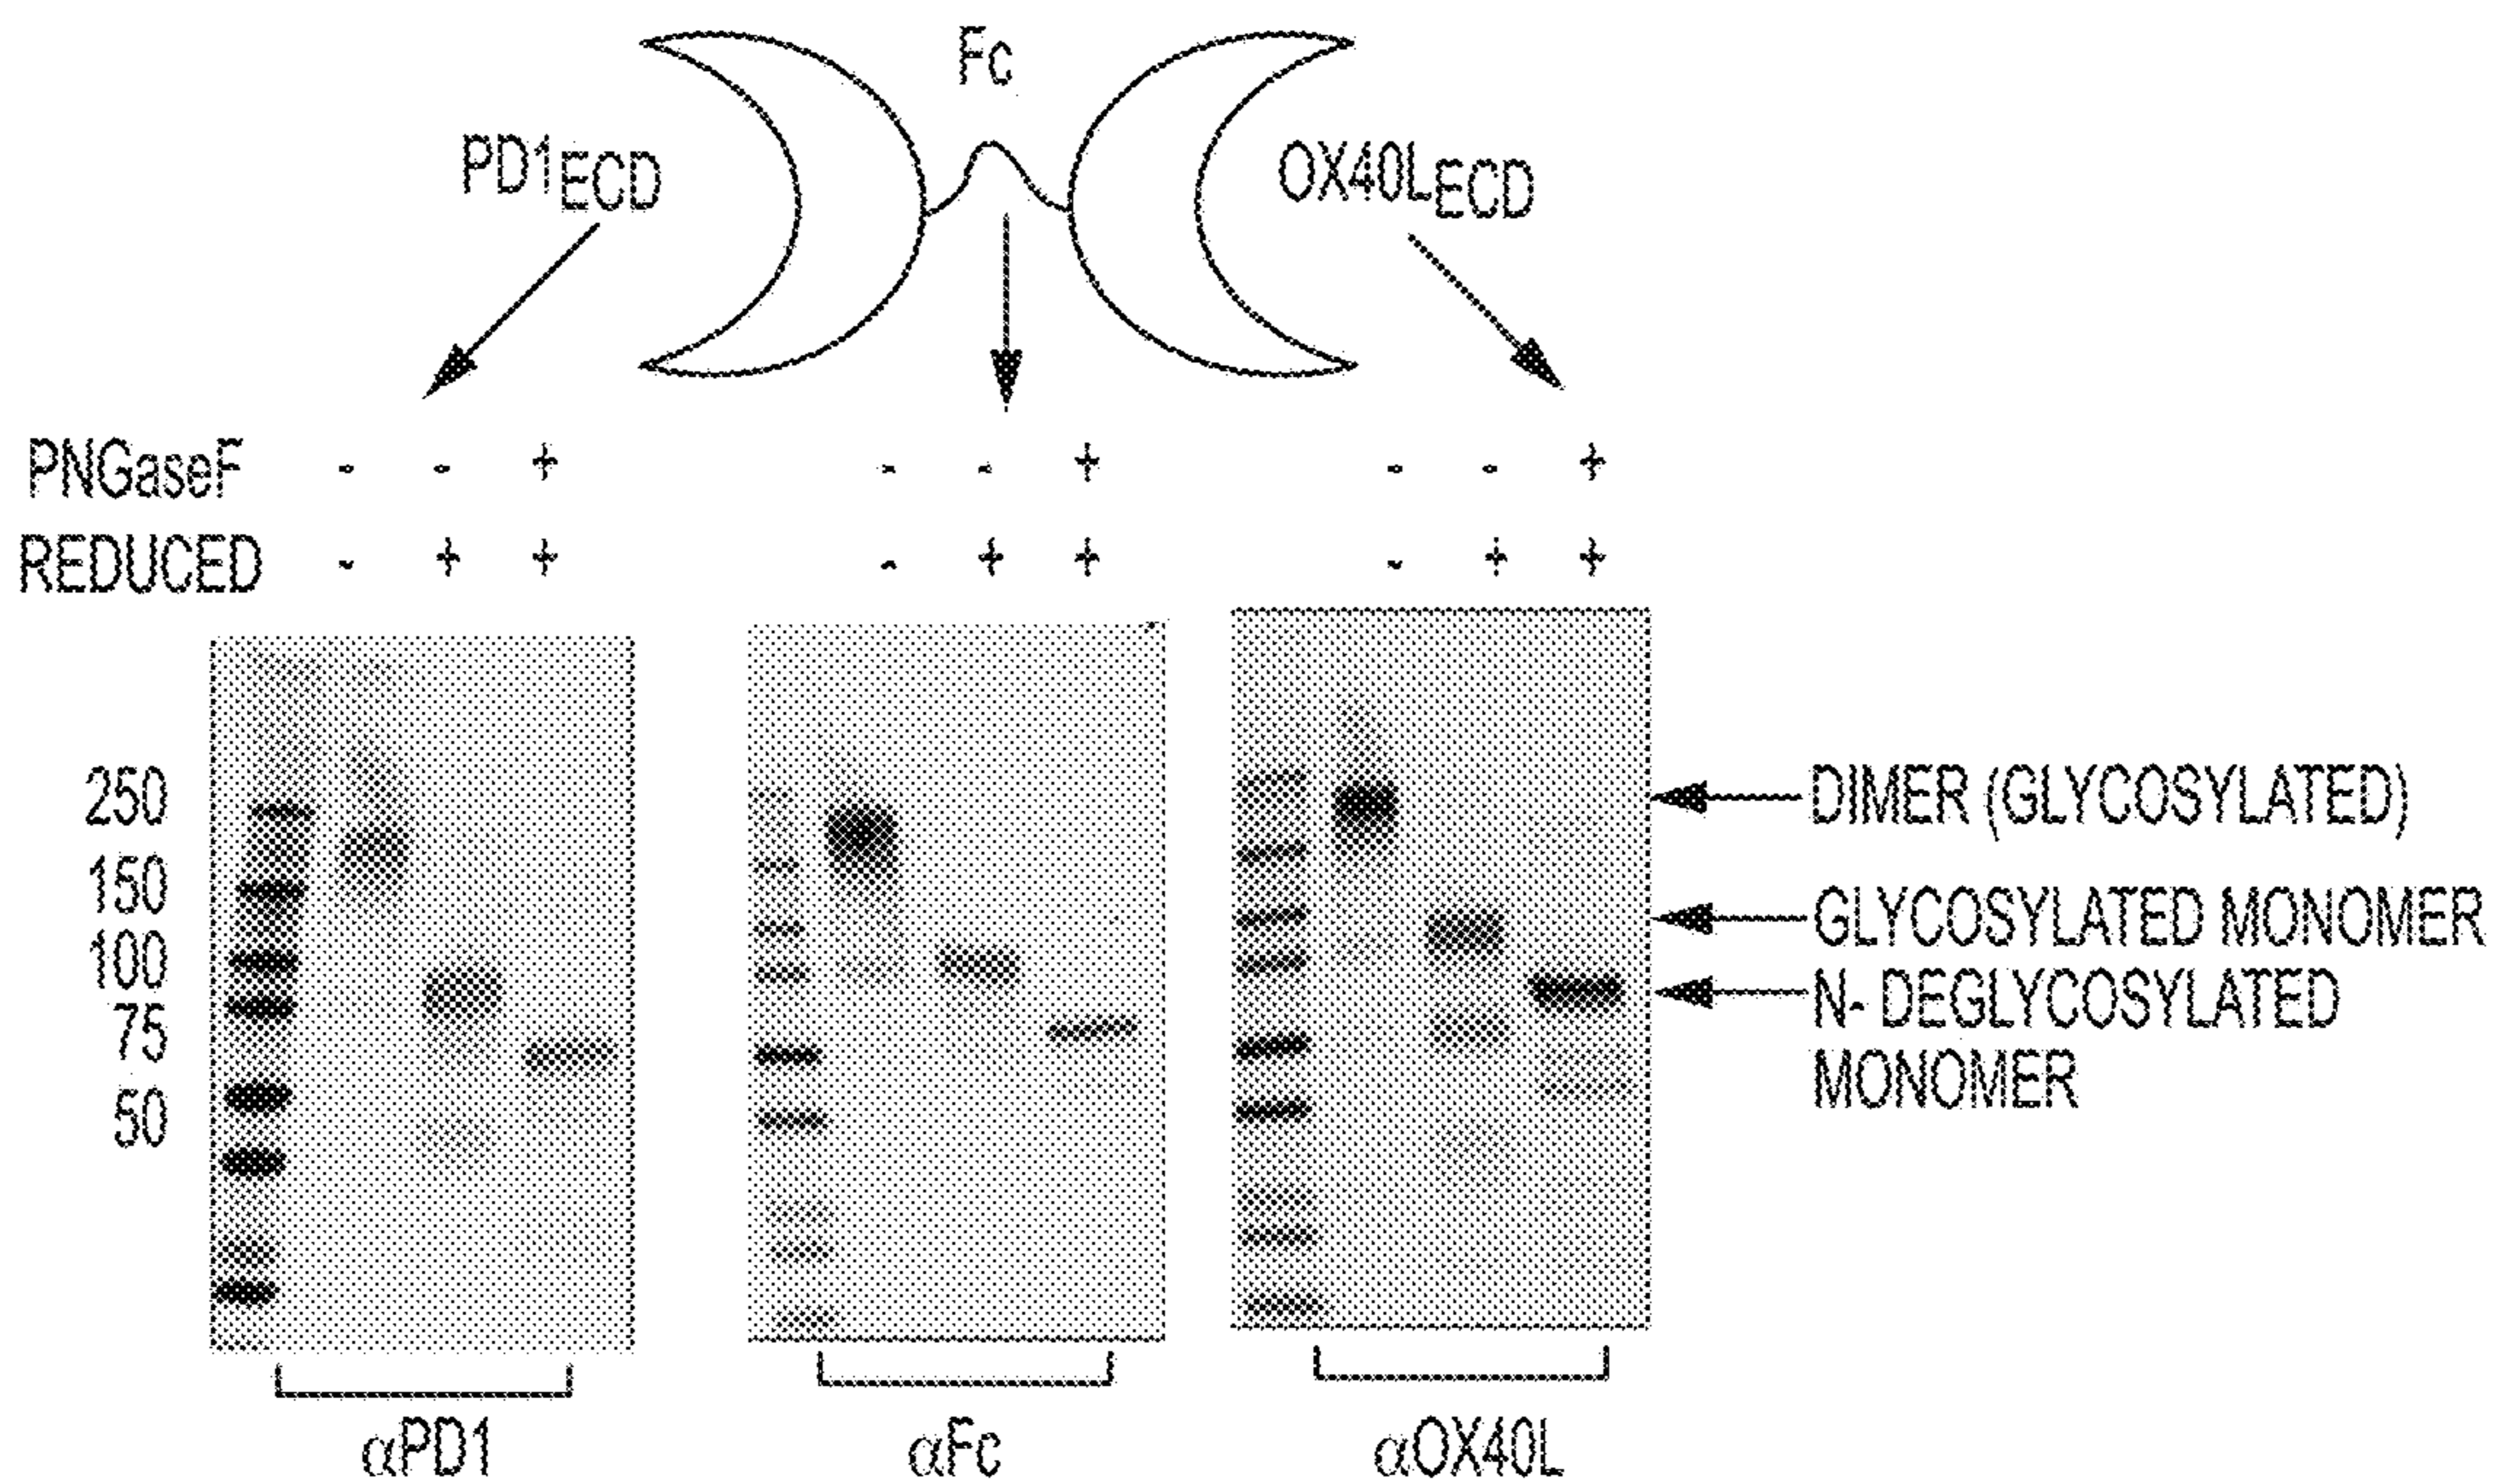 Fc
PD1ECD
OX40LECD
PNGaseF - - + - - + - - +
REDUCED - + + - + + - + +
250
150
100
75
50
DIMER (GLYCOSYLATED)
GLYCOSYLATED MONOMER
N- DEGLYCOSYLATED
MONOMER
αPD1
αFc
αOX40L